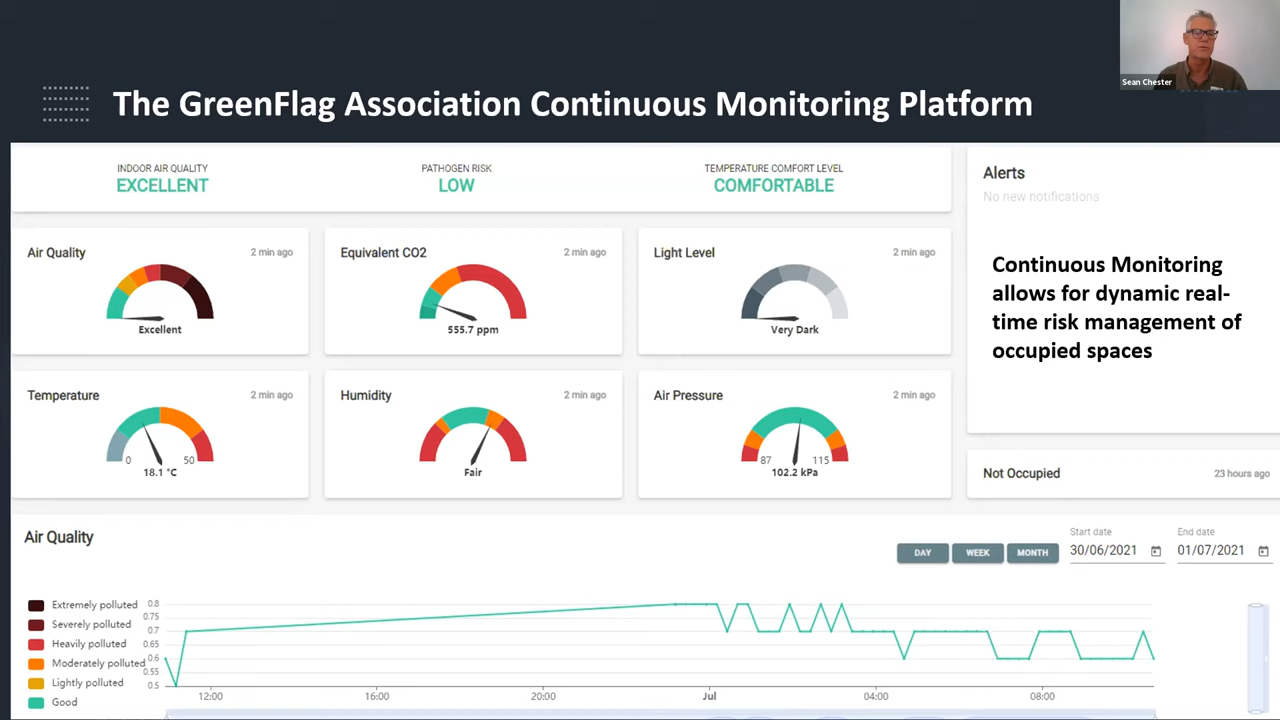 Sean Chester
The GreenFlag Association Continuous Monitoring Platform
INDOOR AIR QUALITY
EXCELLENT
PATHOGEN RISK
LOW
TEMPERATURE COMFORT LEVEL
COMFORTABLE
Alerts
No new notifications
Continuous Monitoring
allows for dynamic real-
time risk management of
occupied spaces
Air Quality
2 min ago
Excellent
Equivalent CO2
2 min ago
555.7 ppm
Light Level
2 min ago
Very Dark
Temperature
2 min ago
0
50
18.1 °C
Humidity
2 min ago
Fair
Air Pressure
2 min ago
87
115
102.2 kPa
Not Occupied
23 hours ago
Air Quality
DAY
WEEK
MONTH
Start date
30/06/2021
End date
01/07/2021
Extremely polluted
Severely polluted
Heavily polluted
Moderately polluted
Lightly polluted
Good
0.8
0.75
0.7
0.65
0.6
0.55
0.5
12:00
16:00
20:00
Jul
04:00
08:00